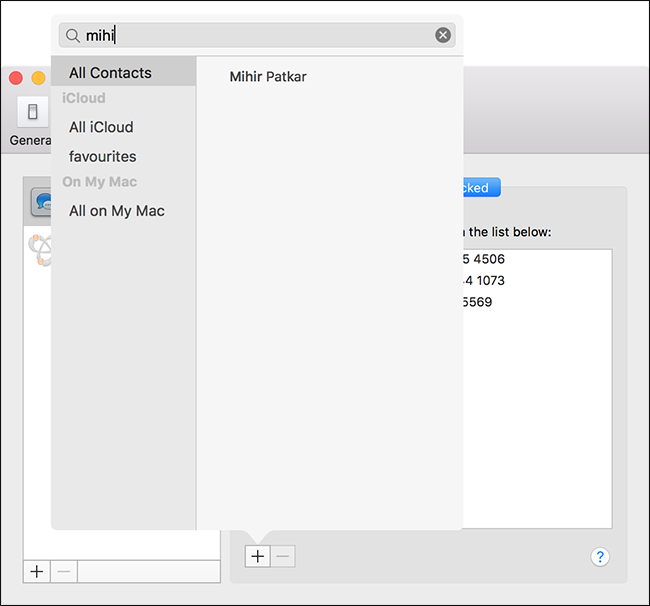 mihi
All Contacts
Mihir Patkar
iCloud
All iCloud
favourites
On My Mac
All on My Mac
Genera
cked
the list below:
5 4506
4 1073
5569
+
−
?
+
−